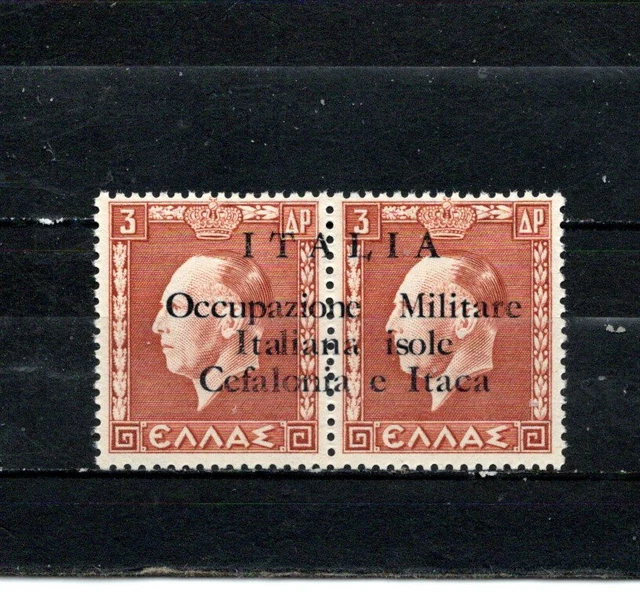 3 ΔΡ 3 ΔΡ
ITALIA
Occupazione Militare
Italiana isole
Cefalonia e Itaca
ΕΛΛΑΣ ΕΛΛΑΣ